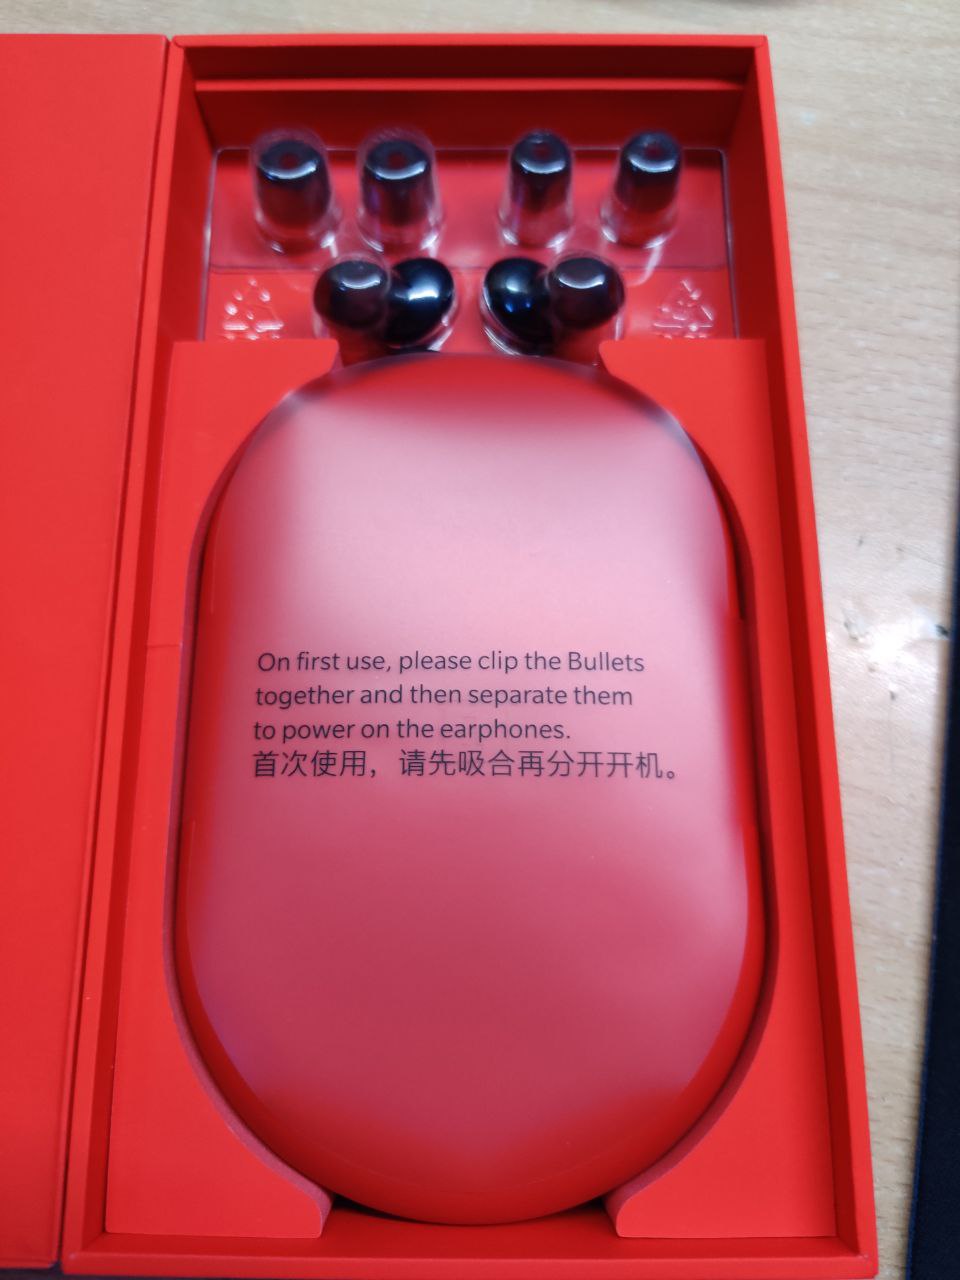 On first use, please clip the Bullets
together and then separate them
to power on the earphones.
首次使用，请先吸合再分开开机。